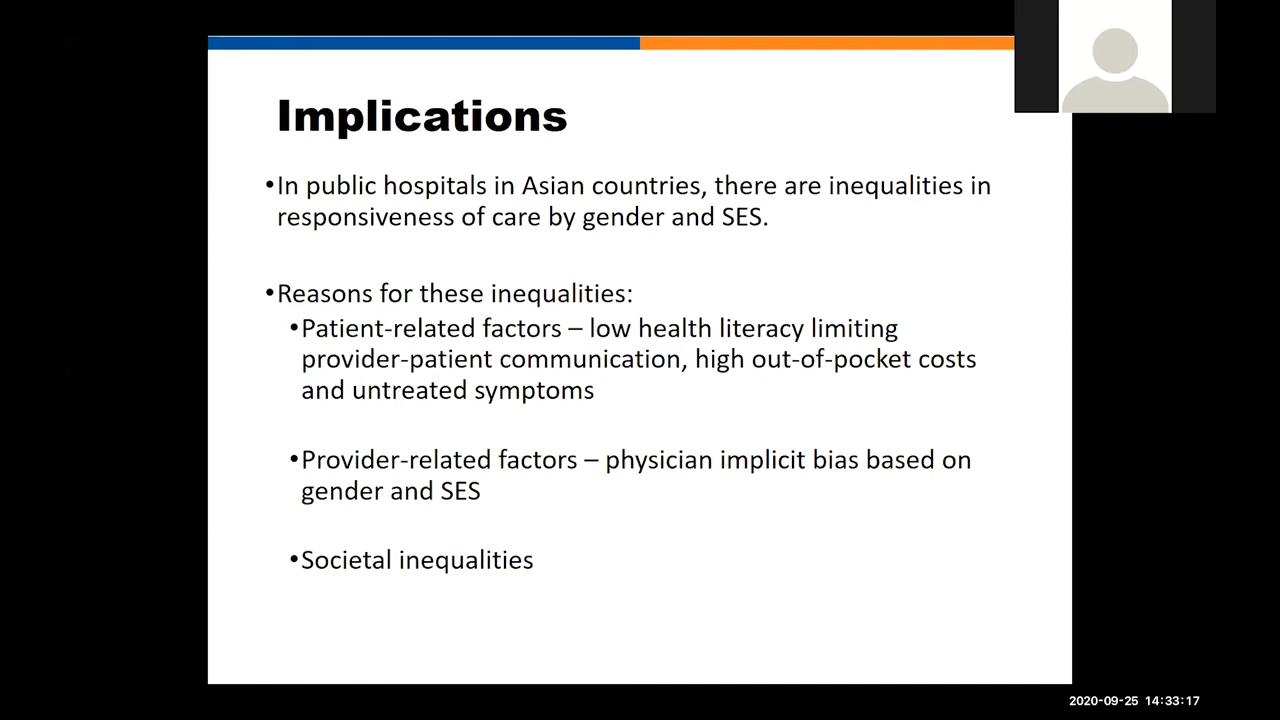 Implications
•In public hospitals in Asian countries, there are inequalities in
responsiveness of care by gender and SES.
•Reasons for these inequalities:
•Patient-related factors – low health literacy limiting
provider-patient communication, high out-of-pocket costs
and untreated symptoms
•Provider-related factors – physician implicit bias based on
gender and SES
•Societal inequalities
2020-09-25 14:33:17